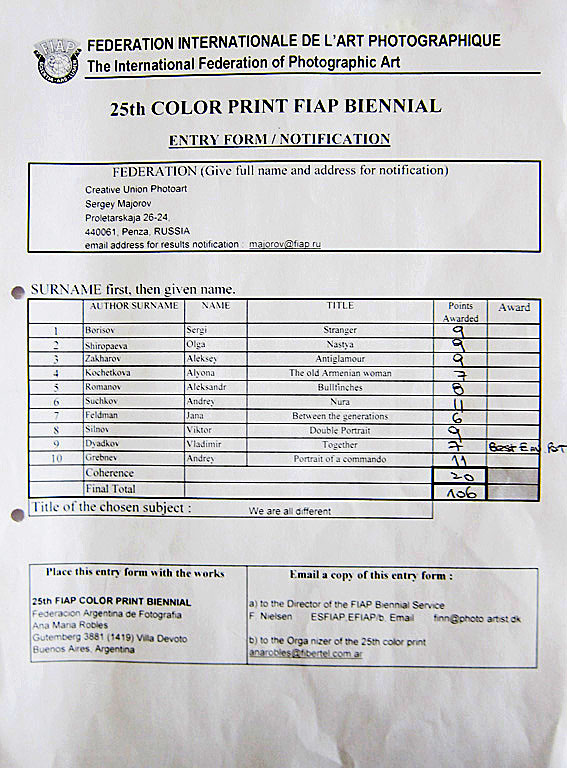 FIAP
FEDERATION INTERNATIONALE DE L'ART PHOTOGRAPHIQUE
The International Federation of Photographic Art
25th COLOR PRINT FIAP BIENNIAL
ENTRY FORM / NOTIFICATION
FEDERATION (Give full name and address for notification)
Creative Union Photoart
Sergey Majorov
Proletarskaja 26-24,
440061, Penza, RUSSIA
email address for results notification : majorov@fiap.ru
SURNAME first, then given name.
AUTHOR SURNAME NAME TITLE Points Awarded Award
1 Borisov Sergi Stranger 9
2 Shiropaeva Olga Nastya 9
3 Zakharov Aleksey Antiglamour 9
4 Kochetkova Alyona The old Armenian woman 7
5 Romanov Aleksandr Bullfinches 8
6 Suchkov Andrey Nura 11
7 Feldman Jana Between the generations 6
8 Silnov Viktor Double Portrait 9
9 Dyadkov Vladimir Together 7 Best
10 Grebnev Andrey Portrait of a commando 11
Coherence 20
Final Total 106
Title of the chosen subject : We are all different
Place this entry form with the works
25th FIAP COLOR PRINT BIENNIAL
Federacion Argentina de Fotografia
Ana Maria Robles
Gutemberg 3881 (1419) Villa Devoto
Buenos Aires, Argentina
Email a copy of this entry form :
a) to the Director of the FIAP Biennial Service
F. Nielsen ESFIAP,EFIAP/b. Email finn@photo artist.dk
b) to the Orga nizer of the 25th color print
anarobles@fibertel.com.ar